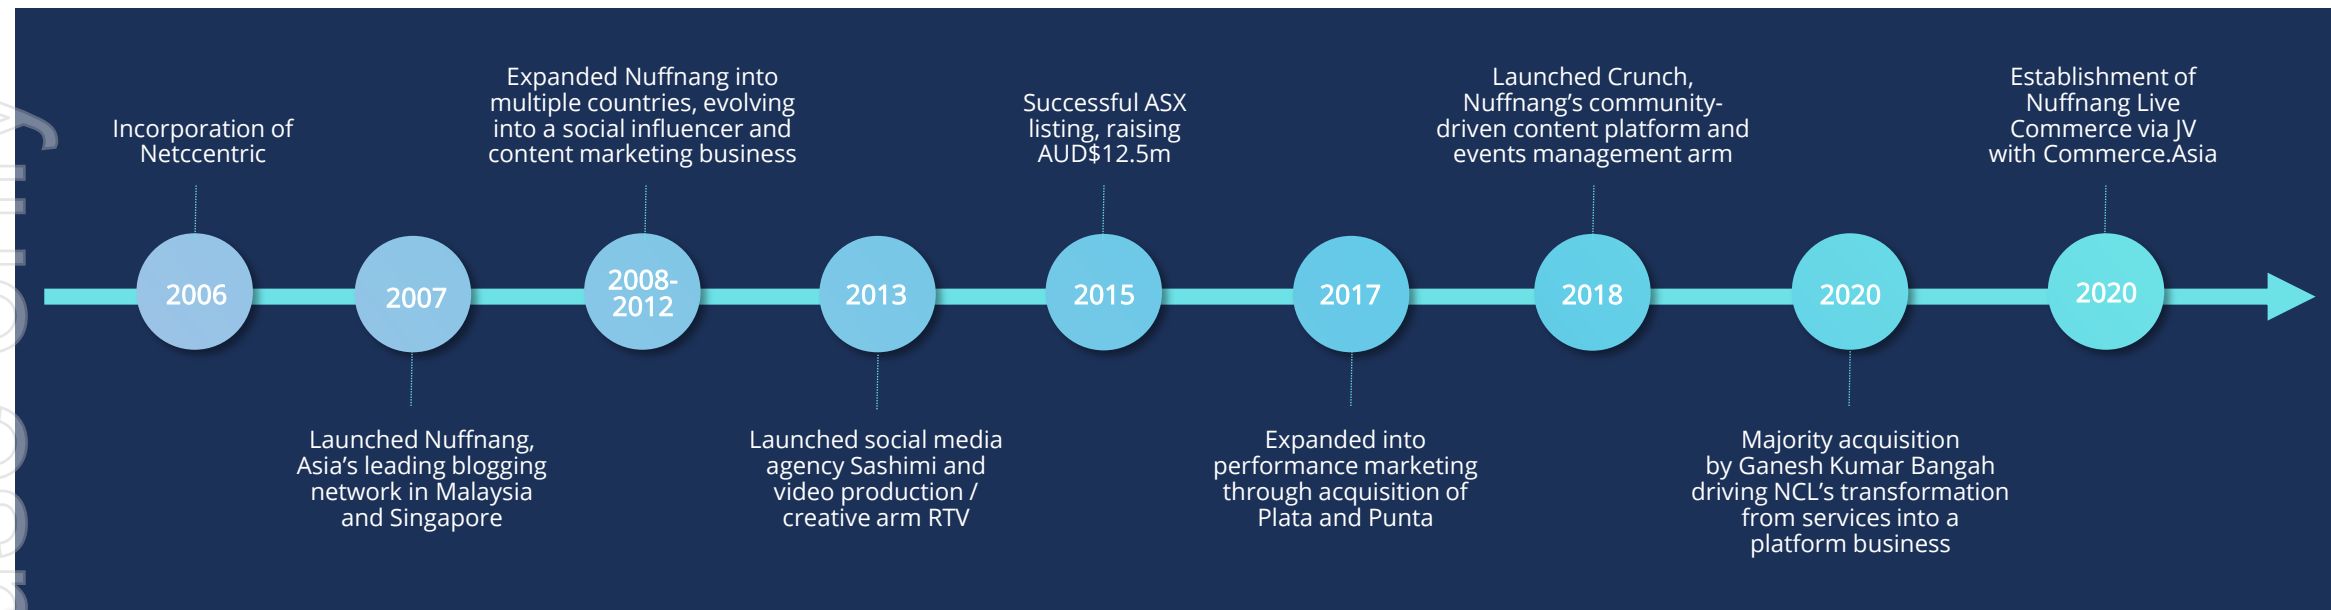 Incorporation of
Netccentric
2006
2007
Launched Nuffnang,
Asia's leading blogging
network in Malaysia
and Singapore
Expanded Nuffnang into
multiple countries, evolving
into a social influencer and
content marketing business
2008-
2012
2013
Launched social media
agency Sashimi and
video production /
creative arm RTV
Successful ASX
listing, raising
AUD$12.5m
2015
2017
Expanded into
performance marketing
through acquisition of
Plata and Punta
Launched Crunch,
Nuffnang's community-
driven content platform and
events management arm
2018
2020
Majority acquisition
by Ganesh Kumar Bangah
driving NCL's transformation
from services into a
platform business
Establishment of
Nuffnang Live
Commerce via JV
with Commerce.Asia
2020